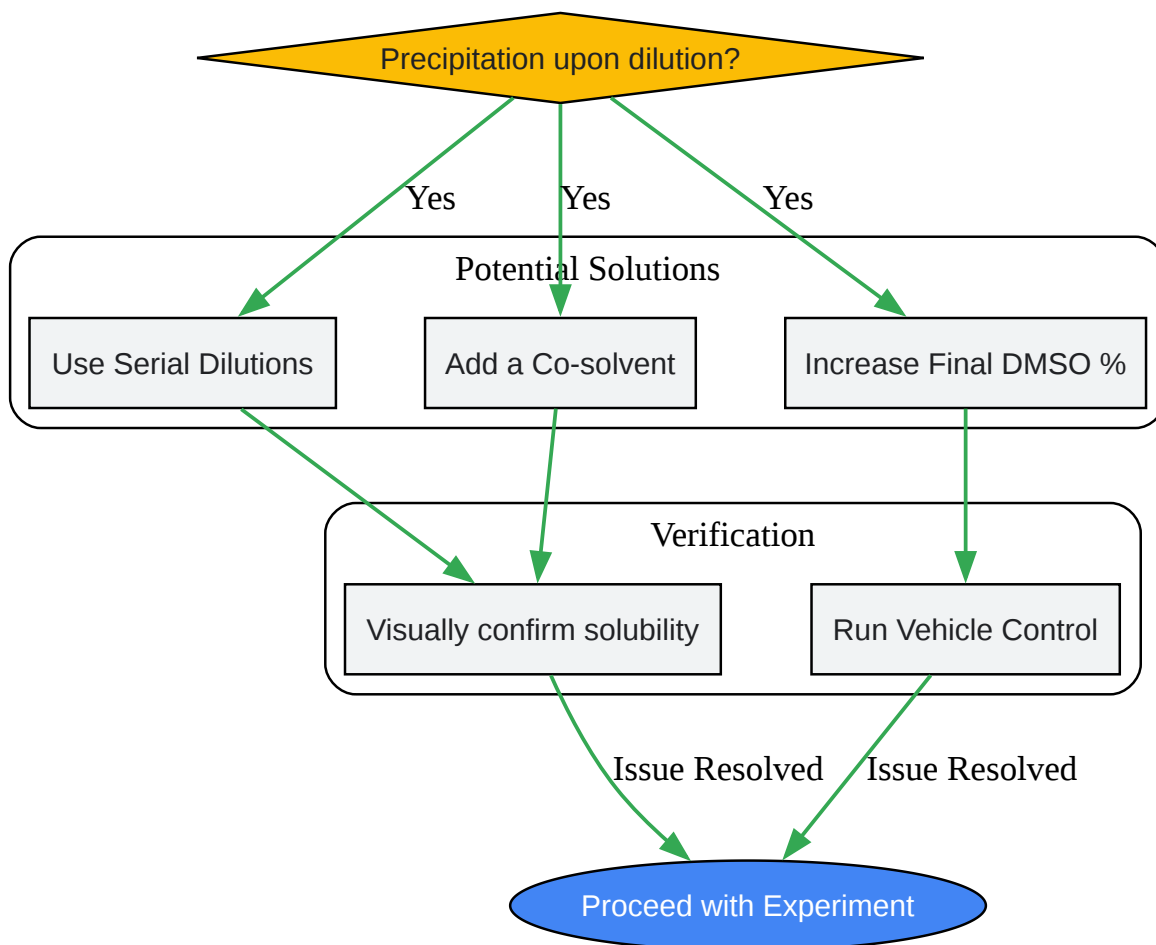 Precipitation upon dilution?
Yes
Yes
Yes
Potential Solutions
Use Serial Dilutions
Add a Co-solvent
Increase Final DMSO %
Verification
Visually confirm solubility
Run Vehicle Control
Issue Resolved
Issue Resolved
Proceed with Experiment